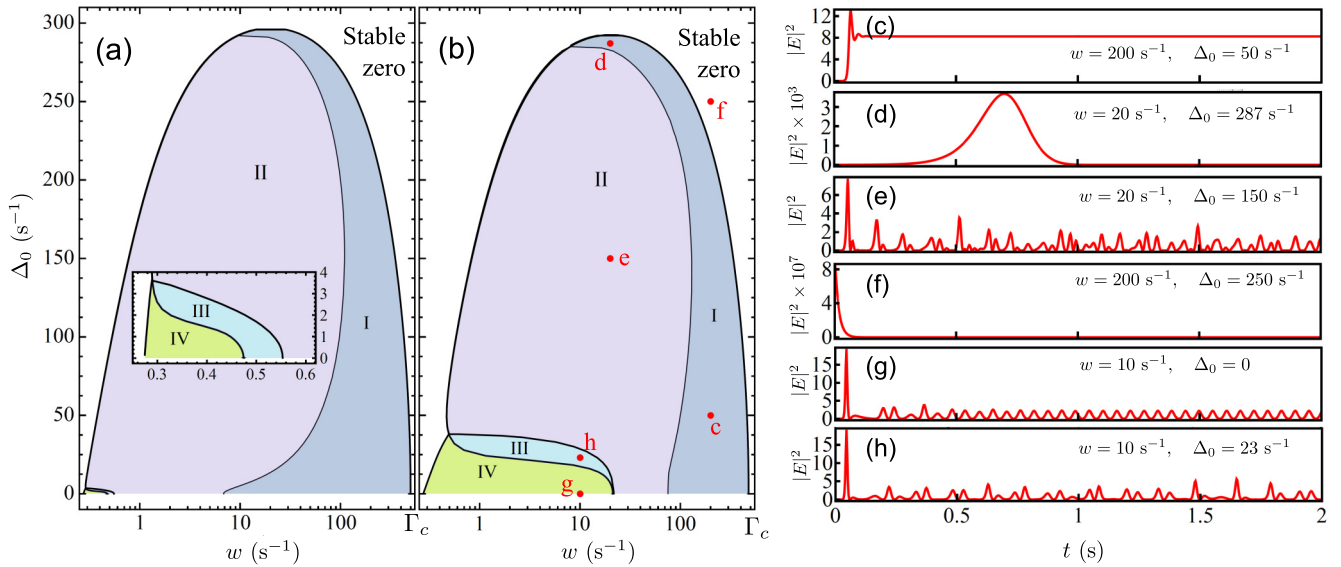 (a)
Stable
zero
II
I
III
IV
4
3
2
1
0
0.3 0.4 0.5 0.6
300
250
200
150
100
50
0
Δ₀ (s⁻¹)
1 10 100 Γc
w (s⁻¹)
(b)
Stable
zero
d
f
II
e
I
c
h
III
IV
g
1 10 100 Γc
w (s⁻¹)
(c)
w = 200 s⁻¹, Δ₀ = 50 s⁻¹
|E|²
12
8
4
0
(d)
w = 20 s⁻¹, Δ₀ = 287 s⁻¹
|E|² × 10³
3
2
1
0
(e)
w = 20 s⁻¹, Δ₀ = 150 s⁻¹
|E|²
6
4
2
0
(f)
w = 200 s⁻¹, Δ₀ = 250 s⁻¹
|E|² × 10⁷
8
4
0
(g)
w = 10 s⁻¹, Δ₀ = 0
|E|²
15
10
5
0
(h)
w = 10 s⁻¹, Δ₀ = 23 s⁻¹
|E|²
15
10
5
0
0 0.5 1 1.5 2
t (s)